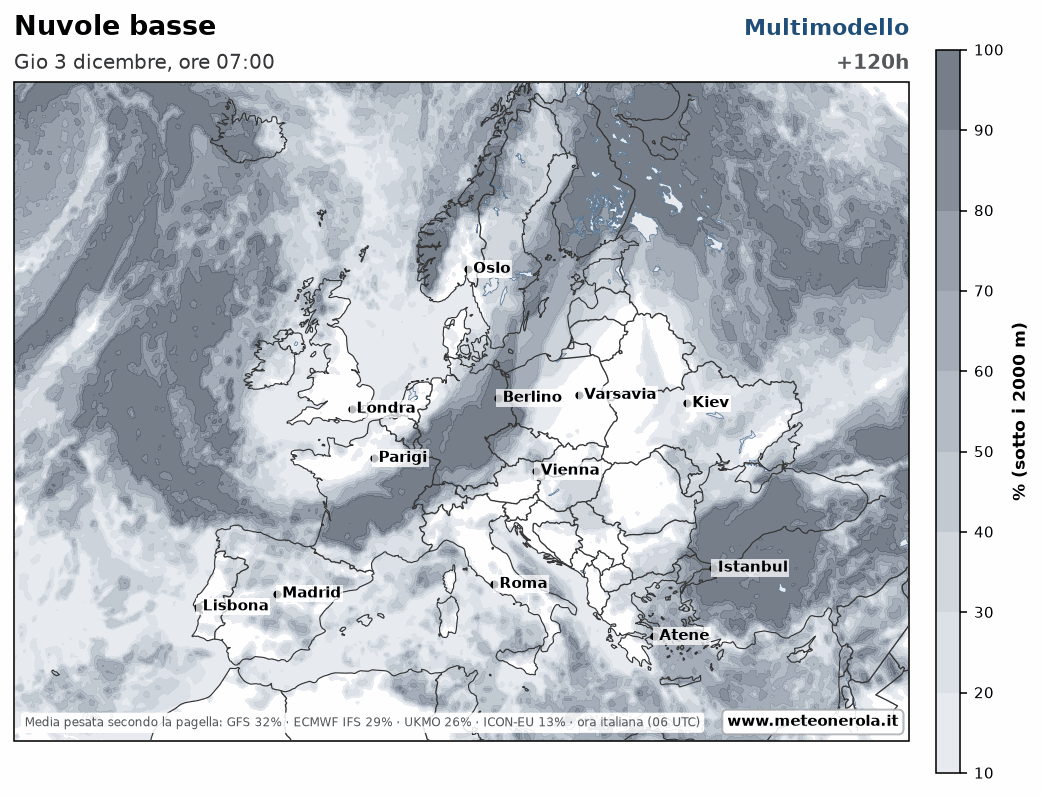 Nuvole basse
Multimodello
Gio 3 dicembre, ore 07:00
+120h
100
90
80
70
60
50
40
30
20
10
% (sotto i 2000 m)
Oslo
Berlino
Varsavia
Kiev
Londra
Parigi
Vienna
Istanbul
Roma
Madrid
Lisbona
Atene
Media pesata secondo la pagella: GFS 32% · ECMWF IFS 29% · UKMO 26% · ICON-EU 13% · ora italiana (06 UTC)
www.meteonerola.it